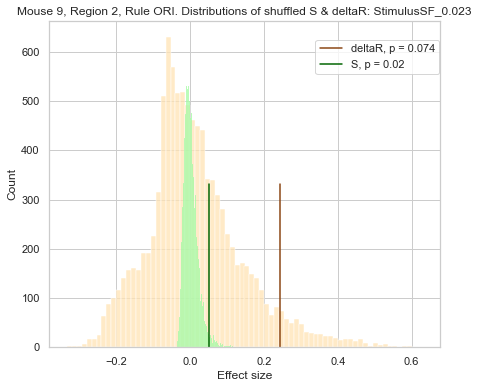 Mouse 9, Region 2, Rule ORI. Distributions of shuffled S & deltaR: StimulusSF_0.023
deltaR, p = 0.074
S, p = 0.02
Count
600
500
400
300
200
100
0
−0.2
0.0
0.2
0.4
0.6
Effect size